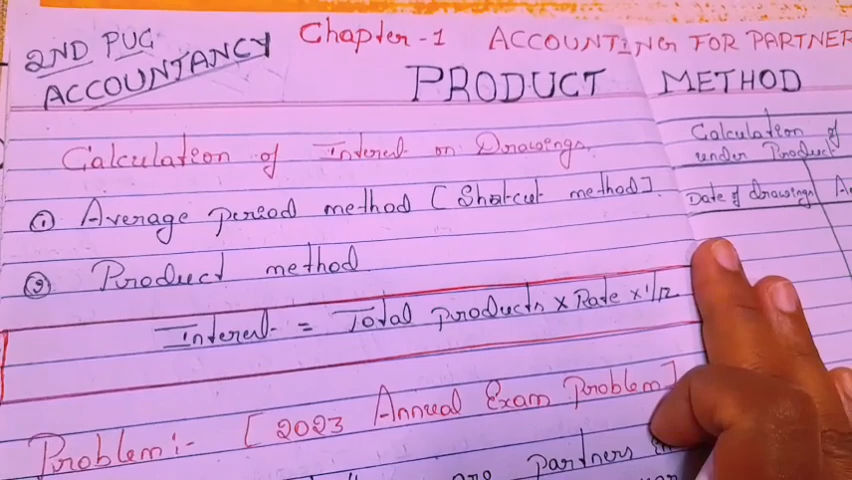 2ND PUC
ACCOUNTANCY
Chapter-1 ACCOUNTING FOR PARTNER
PRODUCT METHOD
Calculation of Interest on Drawings.
① Average period method [Shortcut method].
② Product method
Interest = Total products × Rate × 1/12
Problem:- [2023 Annual Exam Problem]
are partners in
Calculation of
under Product
Date of drawings